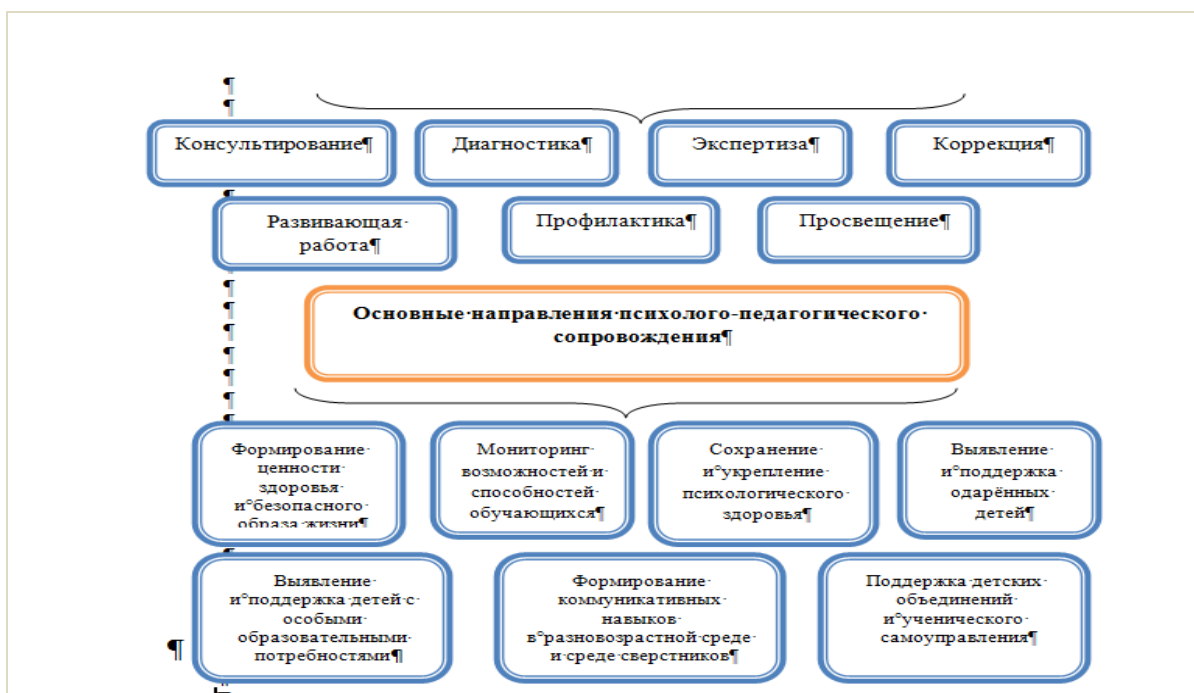 Консультирование¶
Диагностика¶
Экспертиза¶
Коррекция¶
Развивающая·
работа¶
Профилактика¶
Просвещение¶
Основные·направления·психолого-педагогического·
сопровождения¶
Формирование·
ценности·
здоровья·
и°безопасного·
образа·жизни¶
Мониторинг·
возможностей·и·
способностей·
обучающихся¶
Сохранение·
и°укрепление·
психологического·
здоровья¶
Выявление·
и°поддержка·
одарённых·
детей¶
Выявление·
и°поддержка·детей·с·
особыми·
образовательными·
потребностями¶
Формирование·
коммуникативных·
навыков·
в°разновозрастной·среде·
и·среде·сверстников¶
Поддержка·детских·
объединений·
и°ученического·
самоуправления¶